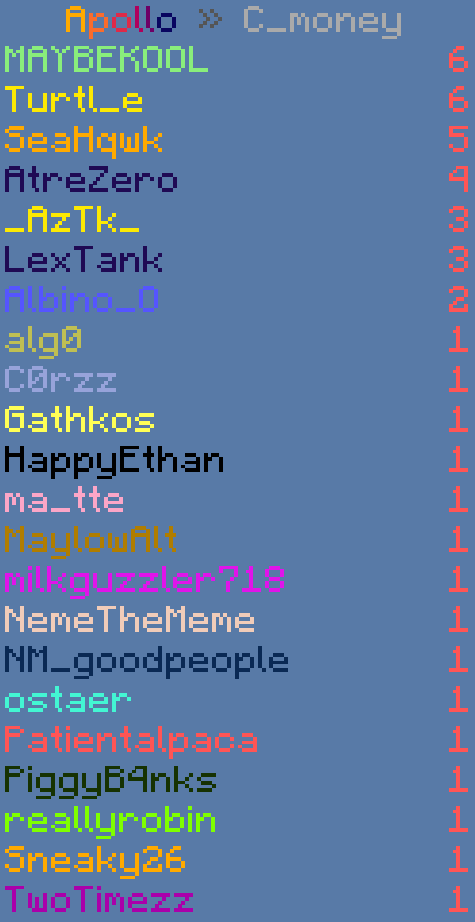 Apollo » C_money
MAYBEKOOL 6
Turtl_e 6
SeaHqwk 5
AtreZero 4
_AzTk_ 3
LexTank 3
Albino_O 2
alg0 1
C0rzz 1
Gathkos 1
HappyEthan 1
ma_tte 1
MaylowAlt 1
milkguzzler718 1
NemeTheMeme 1
NM_goodpeople 1
ostaer 1
Patientalpaca 1
PiggyB4nks 1
reallyrobin 1
Sneaky26 1
TwoTimezz 1